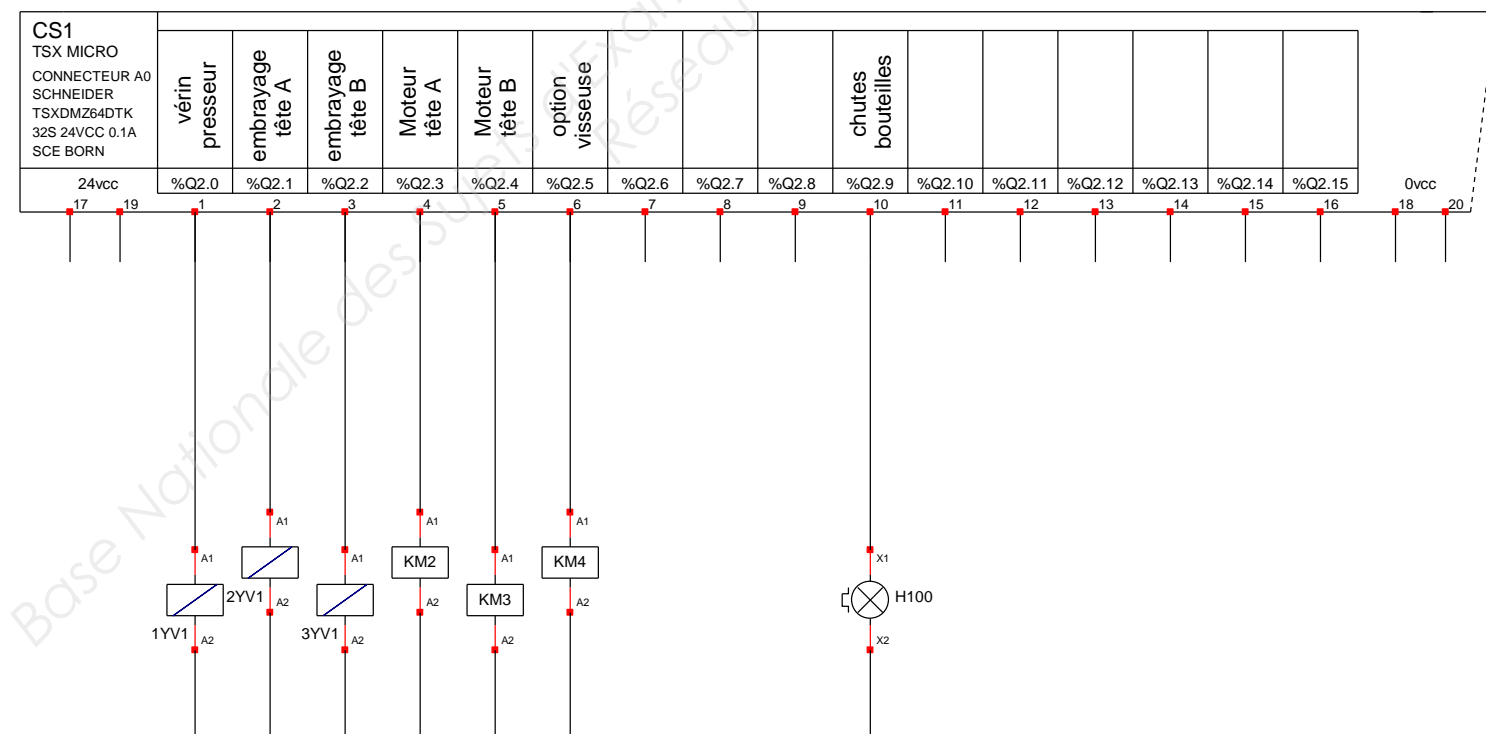 CS1
TSX MICRO
CONNECTEUR A0
SCHNEIDER
TSXDMZ64DTK
32S 24VCC 0.1A
SCE BORN
vérin
presseur
embrayage
tête A
embrayage
tête B
Moteur
tête A
Moteur
tête B
option
visseuse
chutes
bouteilles
24vcc
%Q2.0
%Q2.1
%Q2.2
%Q2.3
%Q2.4
%Q2.5
%Q2.6
%Q2.7
%Q2.8
%Q2.9
%Q2.10
%Q2.11
%Q2.12
%Q2.13
%Q2.14
%Q2.15
0vcc
17
19
1
2
3
4
5
6
7
8
9
10
11
12
13
14
15
16
18
20
A1
A1
A1
A1
A1
A1
X1
KM2
KM3
KM4
H100
1YV1
2YV1
3YV1
A2
A2
A2
A2
A2
A2
X2
Base Nationale des Sujets d'Exam
Réseau